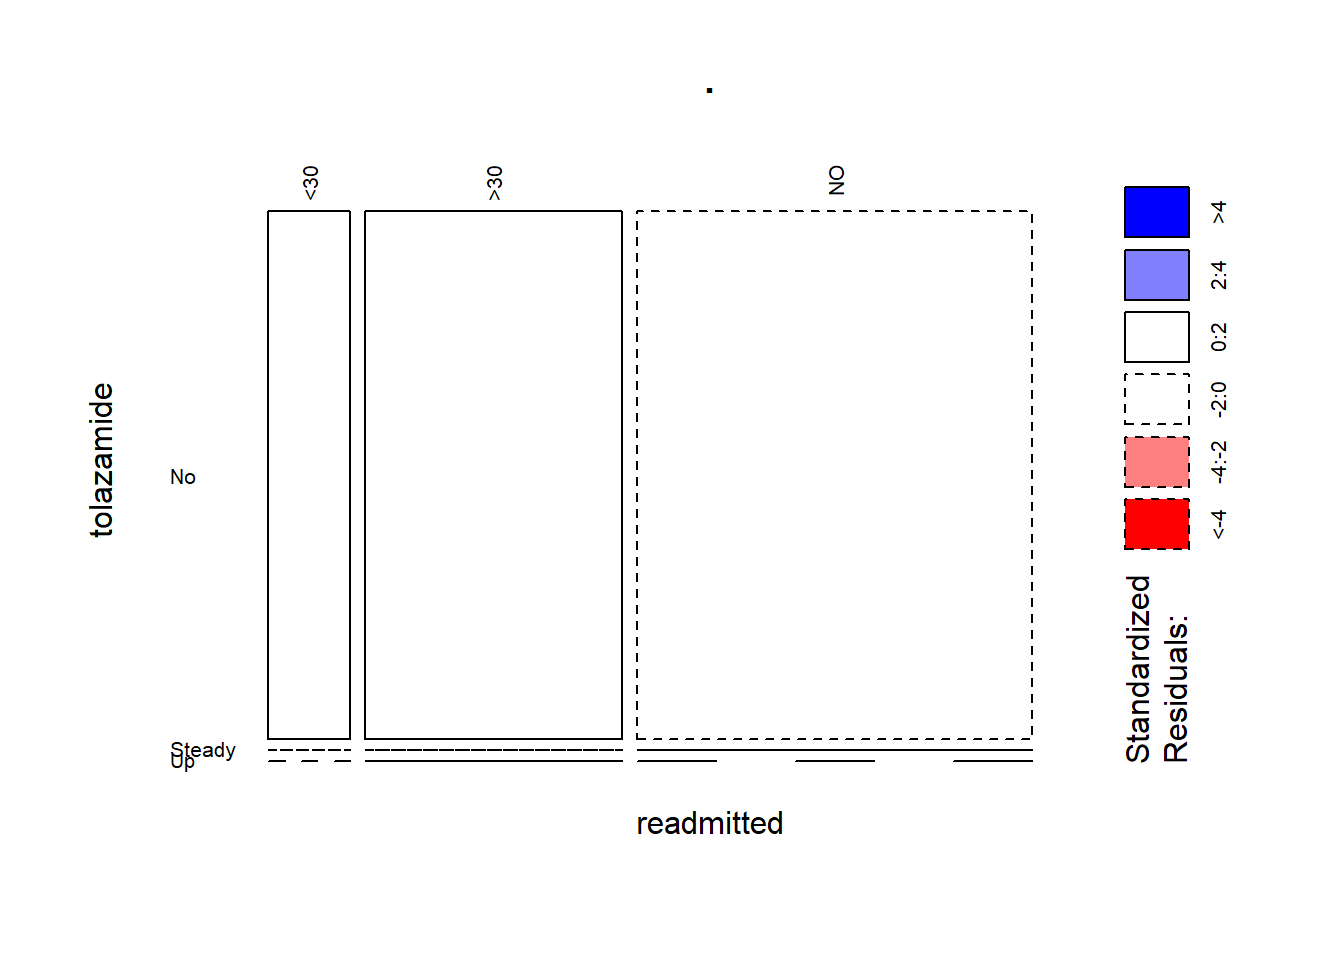 .
<30
>30
NO
tolazamide
No
Steady
Up
readmitted
>4
2:4
0:2
-2:0
-4:-2
<-4
Standardized
Residuals: